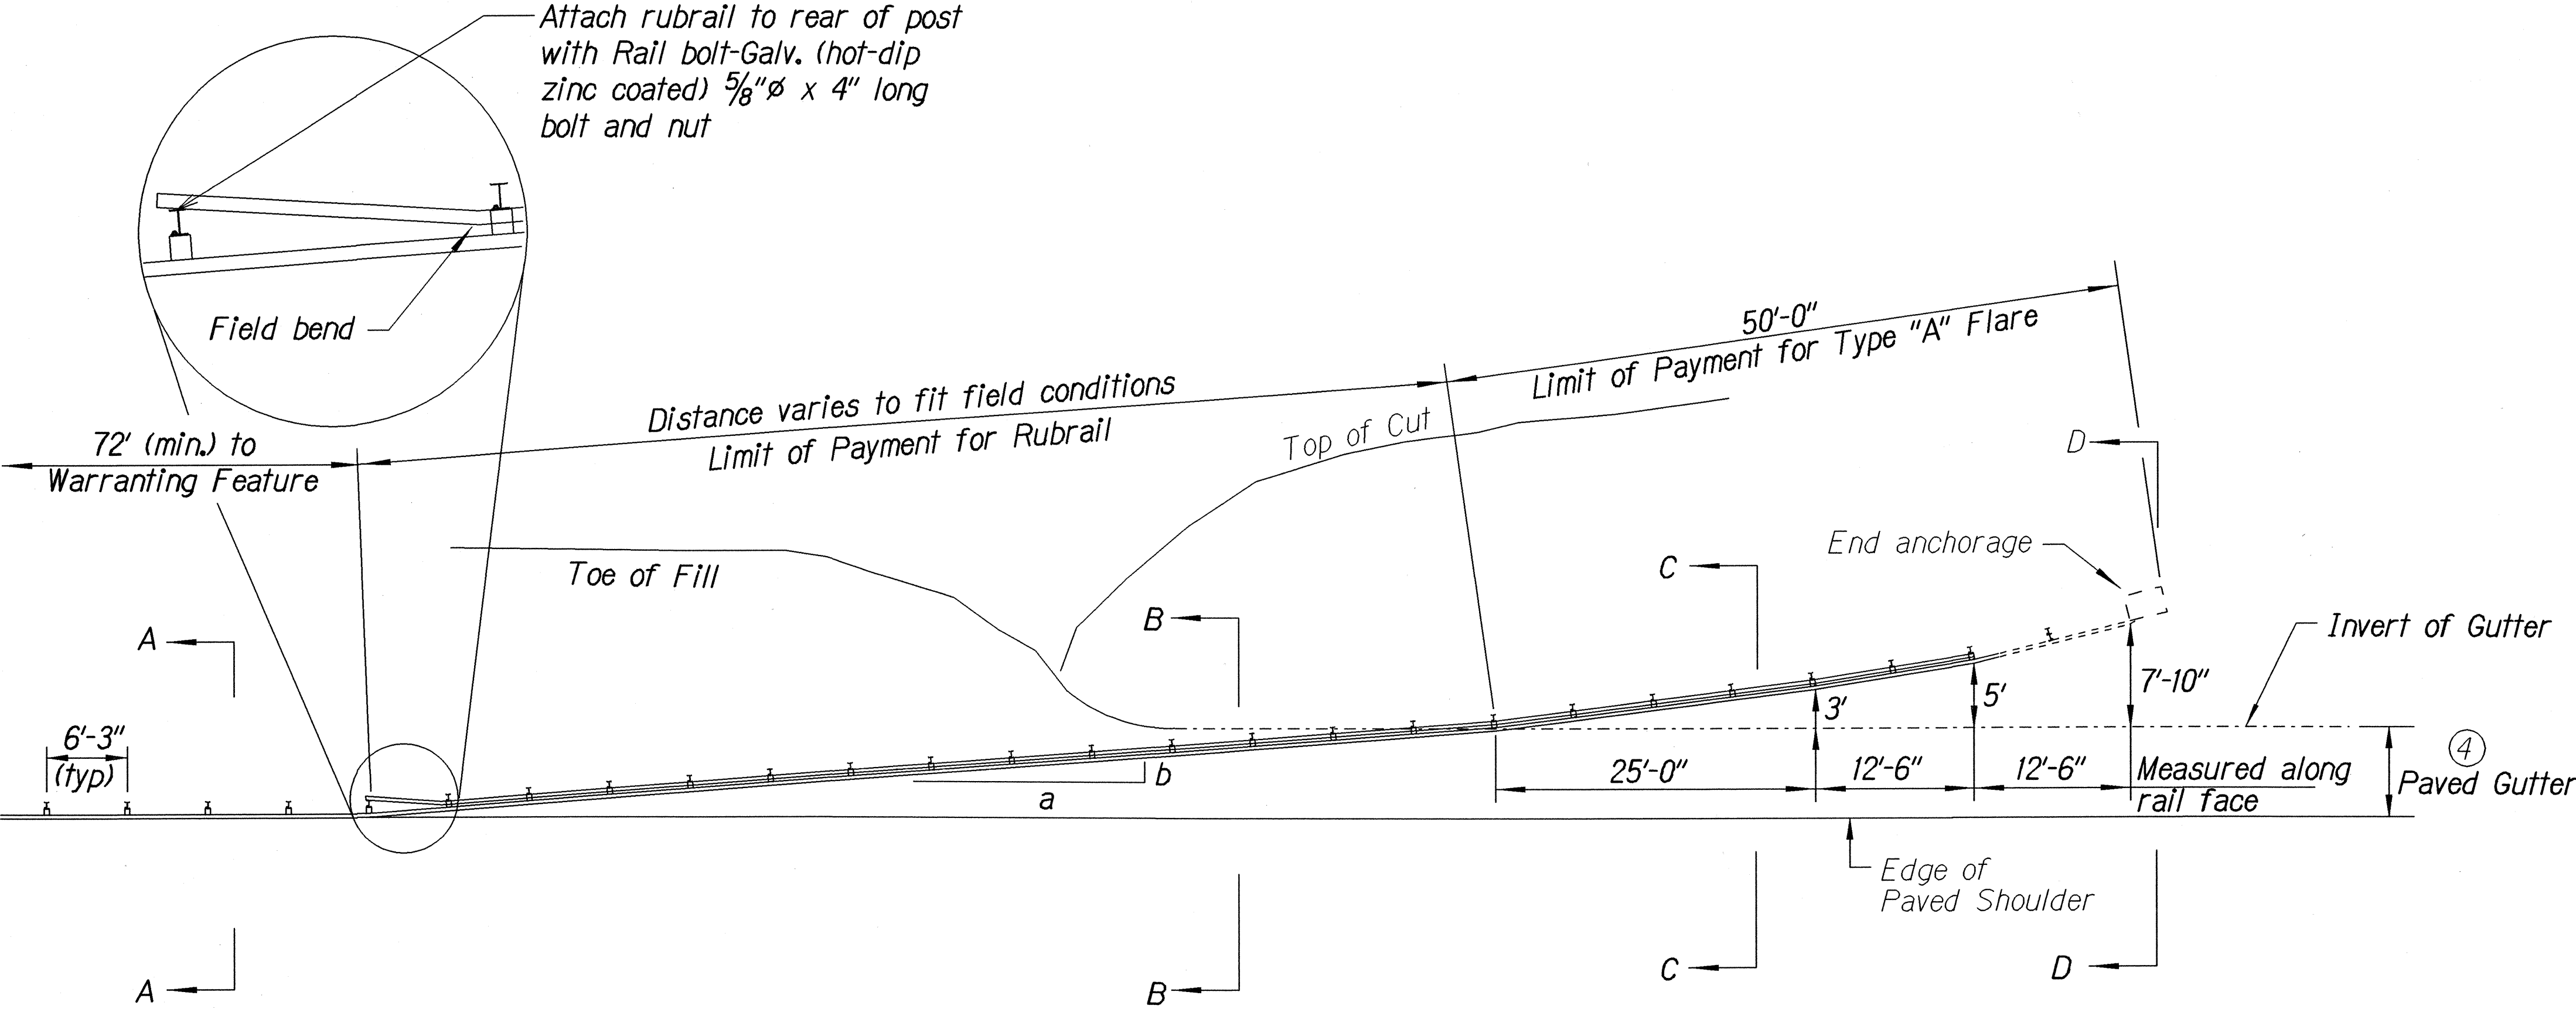 Attach rubrail to rear of post
with Rail bolt-Galv. (hot-dip
zinc coated) 5/8"ø x 4" long
bolt and nut
Field bend
50'-0"
Limit of Payment for Type "A" Flare
Distance varies to fit field conditions
Limit of Payment for Rubrail
Top of Cut
72' (min.) to
Warranting Feature
D
End anchorage
C
Toe of Fill
B
A
Invert of Gutter
7'-10"
5'
3'
6'-3"
(typ)
b
a
25'-0"
12'-6"
12'-6"
Measured along
rail face
4
Paved Gutter
Edge of
Paved Shoulder
A
B
C
D